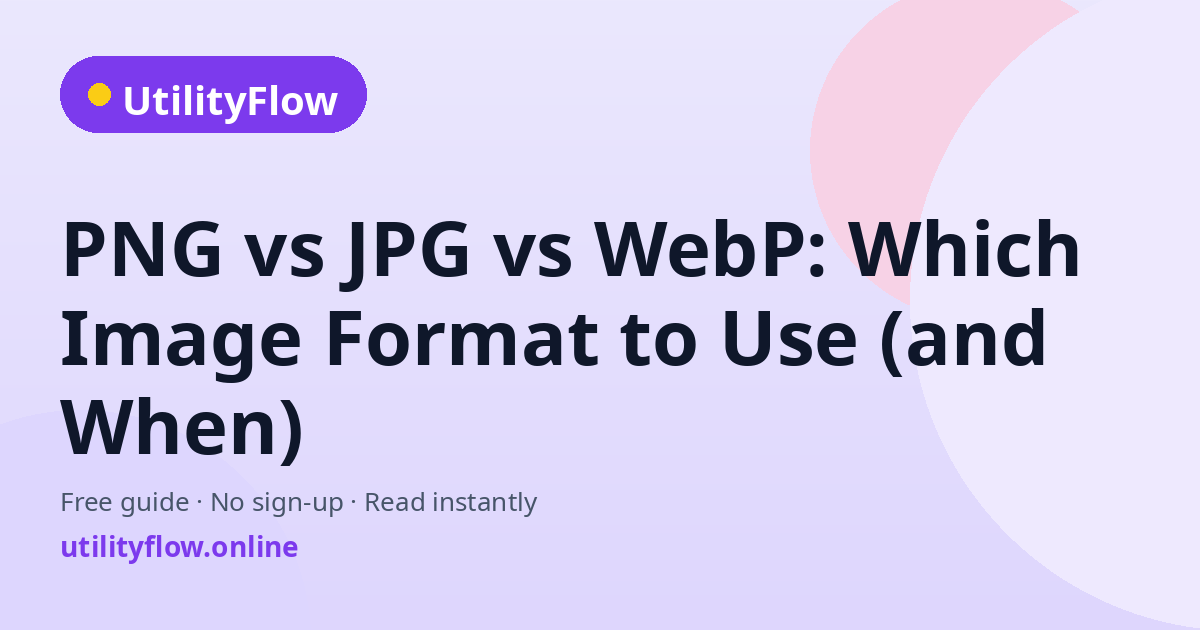 UtilityFlow
PNG vs JPG vs WebP: Which
Image Format to Use (and
When)
Free guide · No sign-up · Read instantly
utilityflow.online